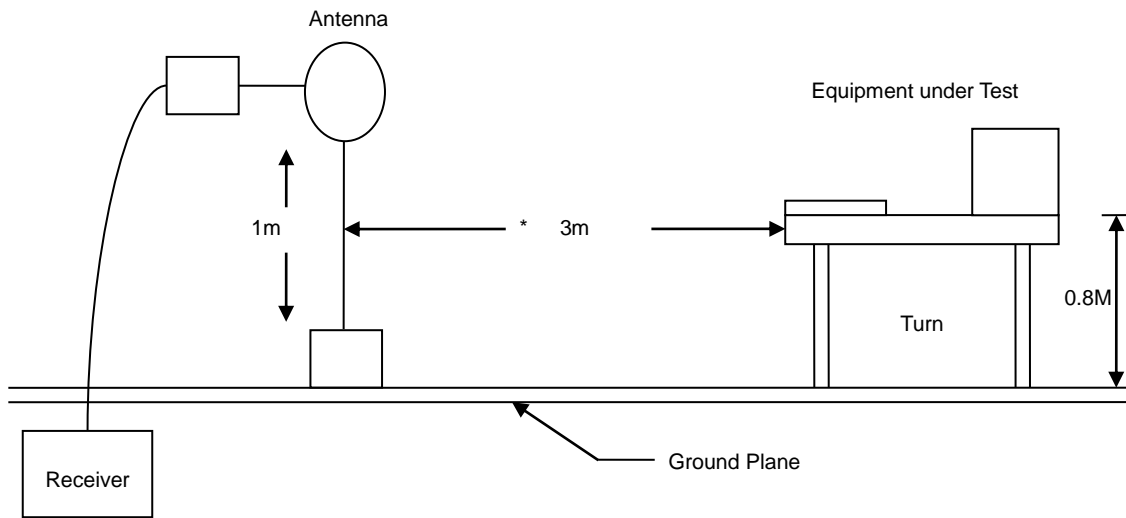 Antenna
Equipment under Test
1m
* 3m
0.8M
Turn
Ground Plane
Receiver